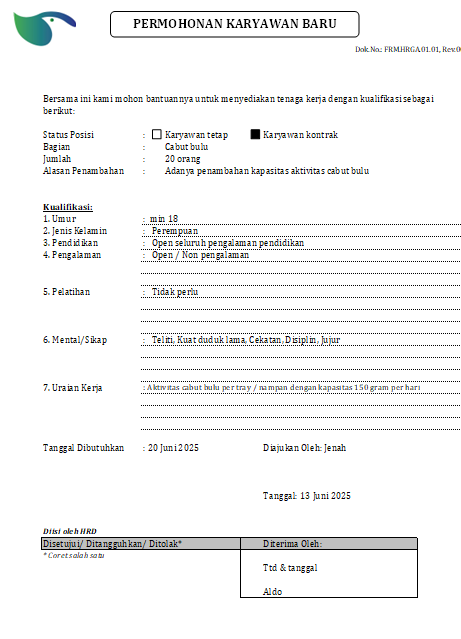 PERMOHONAN KARYAWAN BARU
Dok.No.: FRM.HRGA.01.01, Rev.0
Bersama ini kami mohon bantuannya untuk menyediakan tenaga kerja dengan kualifikasi sebagai
berikut:
Status Posisi : Karyawan tetap Karyawan kontrak
Bagian : Cabut bulu
Jumlah : 20 orang
Alasan Penambahan : Adanya penambahan kapasitas aktivitas cabut bulu
Kualifikasi:
1. Umur : min 18
2. Jenis Kelamin : Perempuan
3. Pendidikan : Open seluruh pengalaman pendidikan
4. Pengalaman : Open / Non pengalaman
5. Pelatihan : Tidak perlu
6. Mental/Sikap : Teliti, Kuat duduk lama, Cekatan, Disiplin, Jujur
7. Uraian Kerja : Aktivitas cabut bulu per tray / nampan dengan kapasitas 150 gram per hari
Tanggal Dibutuhkan : 20 Juni 2025 Diajukan Oleh: Jenah
Tanggal: 13 Juni 2025
Diisi oleh HRD
Disetujui/ Ditangguhkan/ Ditolak* Diterima Oleh:
* Coret salah satu
Ttd & tanggal
Aldo